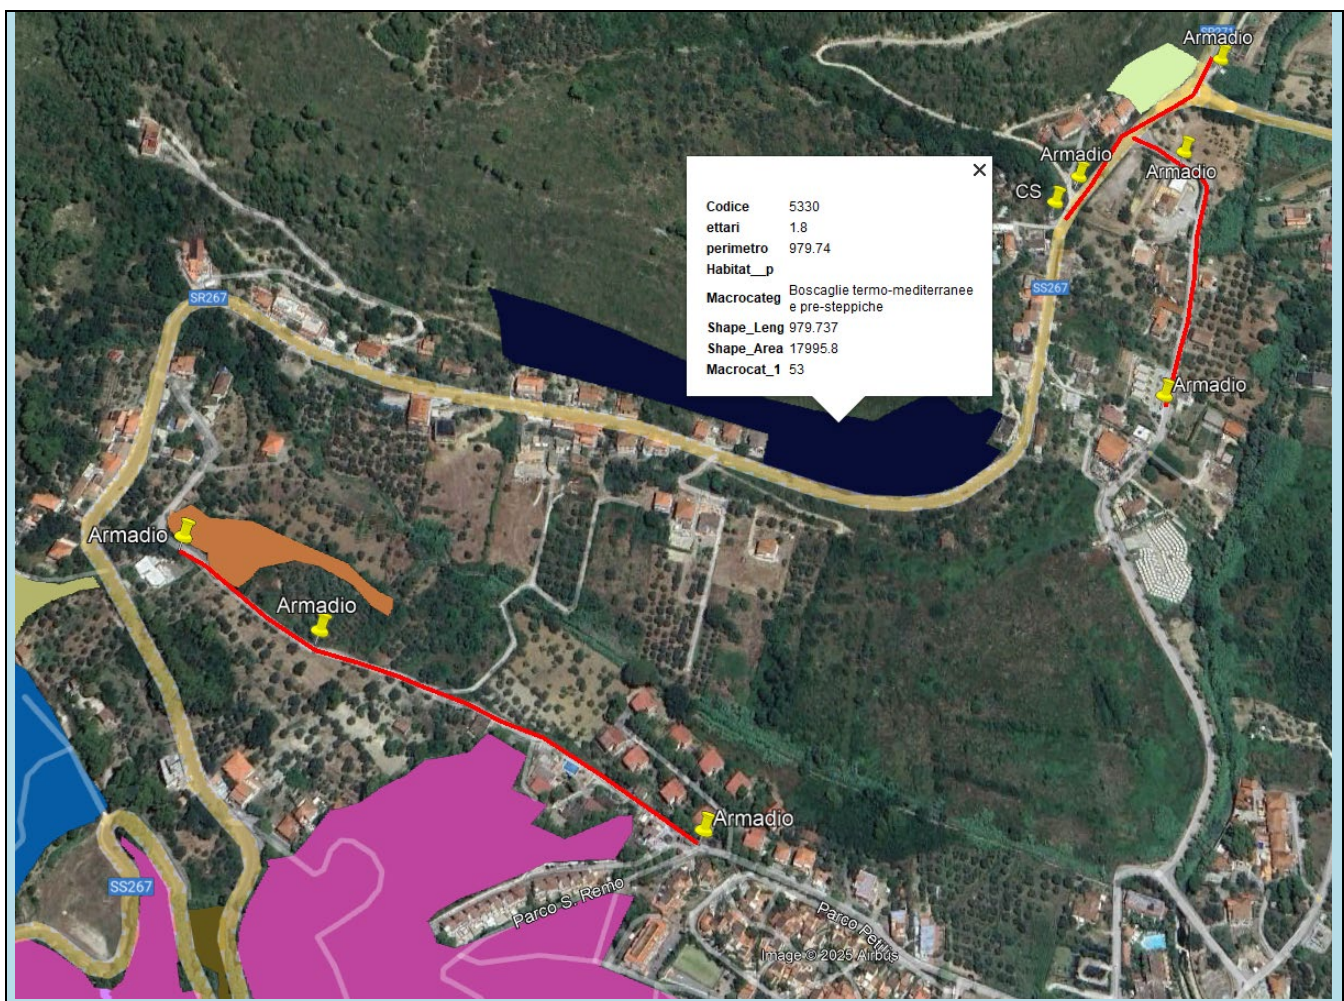 SR271
Armadio
Armadio
Armadio
CS
Codice 5330
ettari 1.8
perimetro 979.74
Habitat__p
Macrocateg Boscaglie termo-mediterranee
e pre-steppiche
Shape_Leng 979.737
Shape_Area 17995.8
Macrocat_1 53
SR267
SS267
Armadio
Armadio
Armadio
Armadio
SS267
Parco S. Remo
Parco Petti
Image © 2025 Airbus